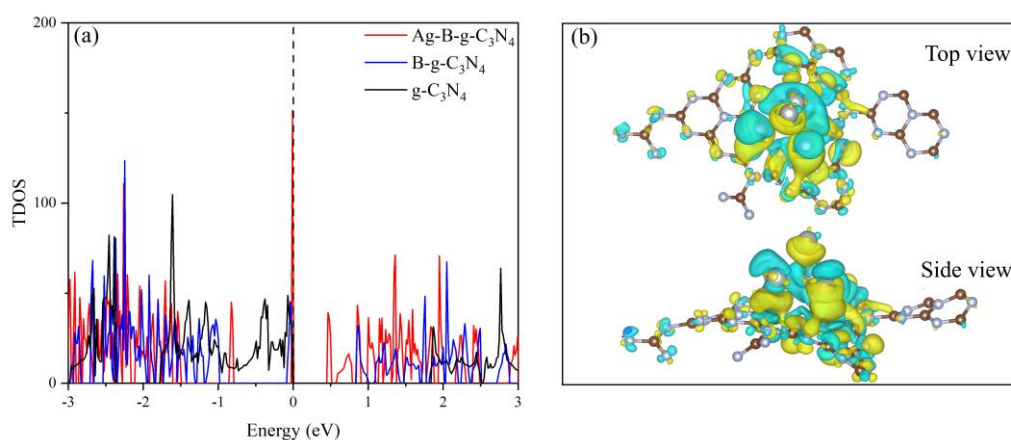 (a)
Ag-B-g-C₃N₄
B-g-C₃N₄
g-C₃N₄
200
100
0
TDOS
-3 -2 -1 0 1 2 3
Energy (eV)
(b)
Top view
Side view